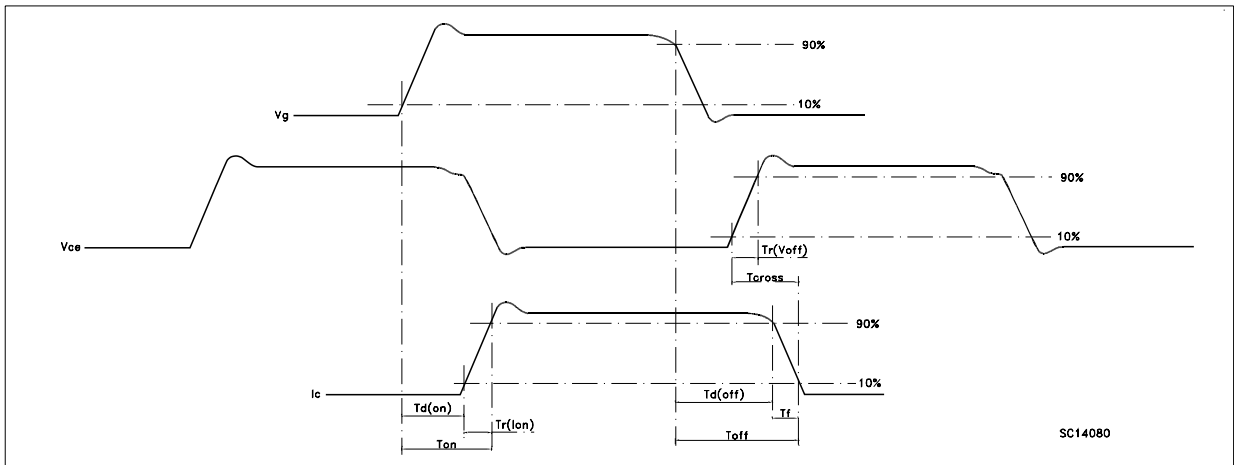 90%
10%
Vg
90%
Vce
10%
Tr(Voff)
Tcross
90%
10%
Ic
Td(on)
Td(off)
Tr(Ion)
Tf
Ton
Toff
SC14080